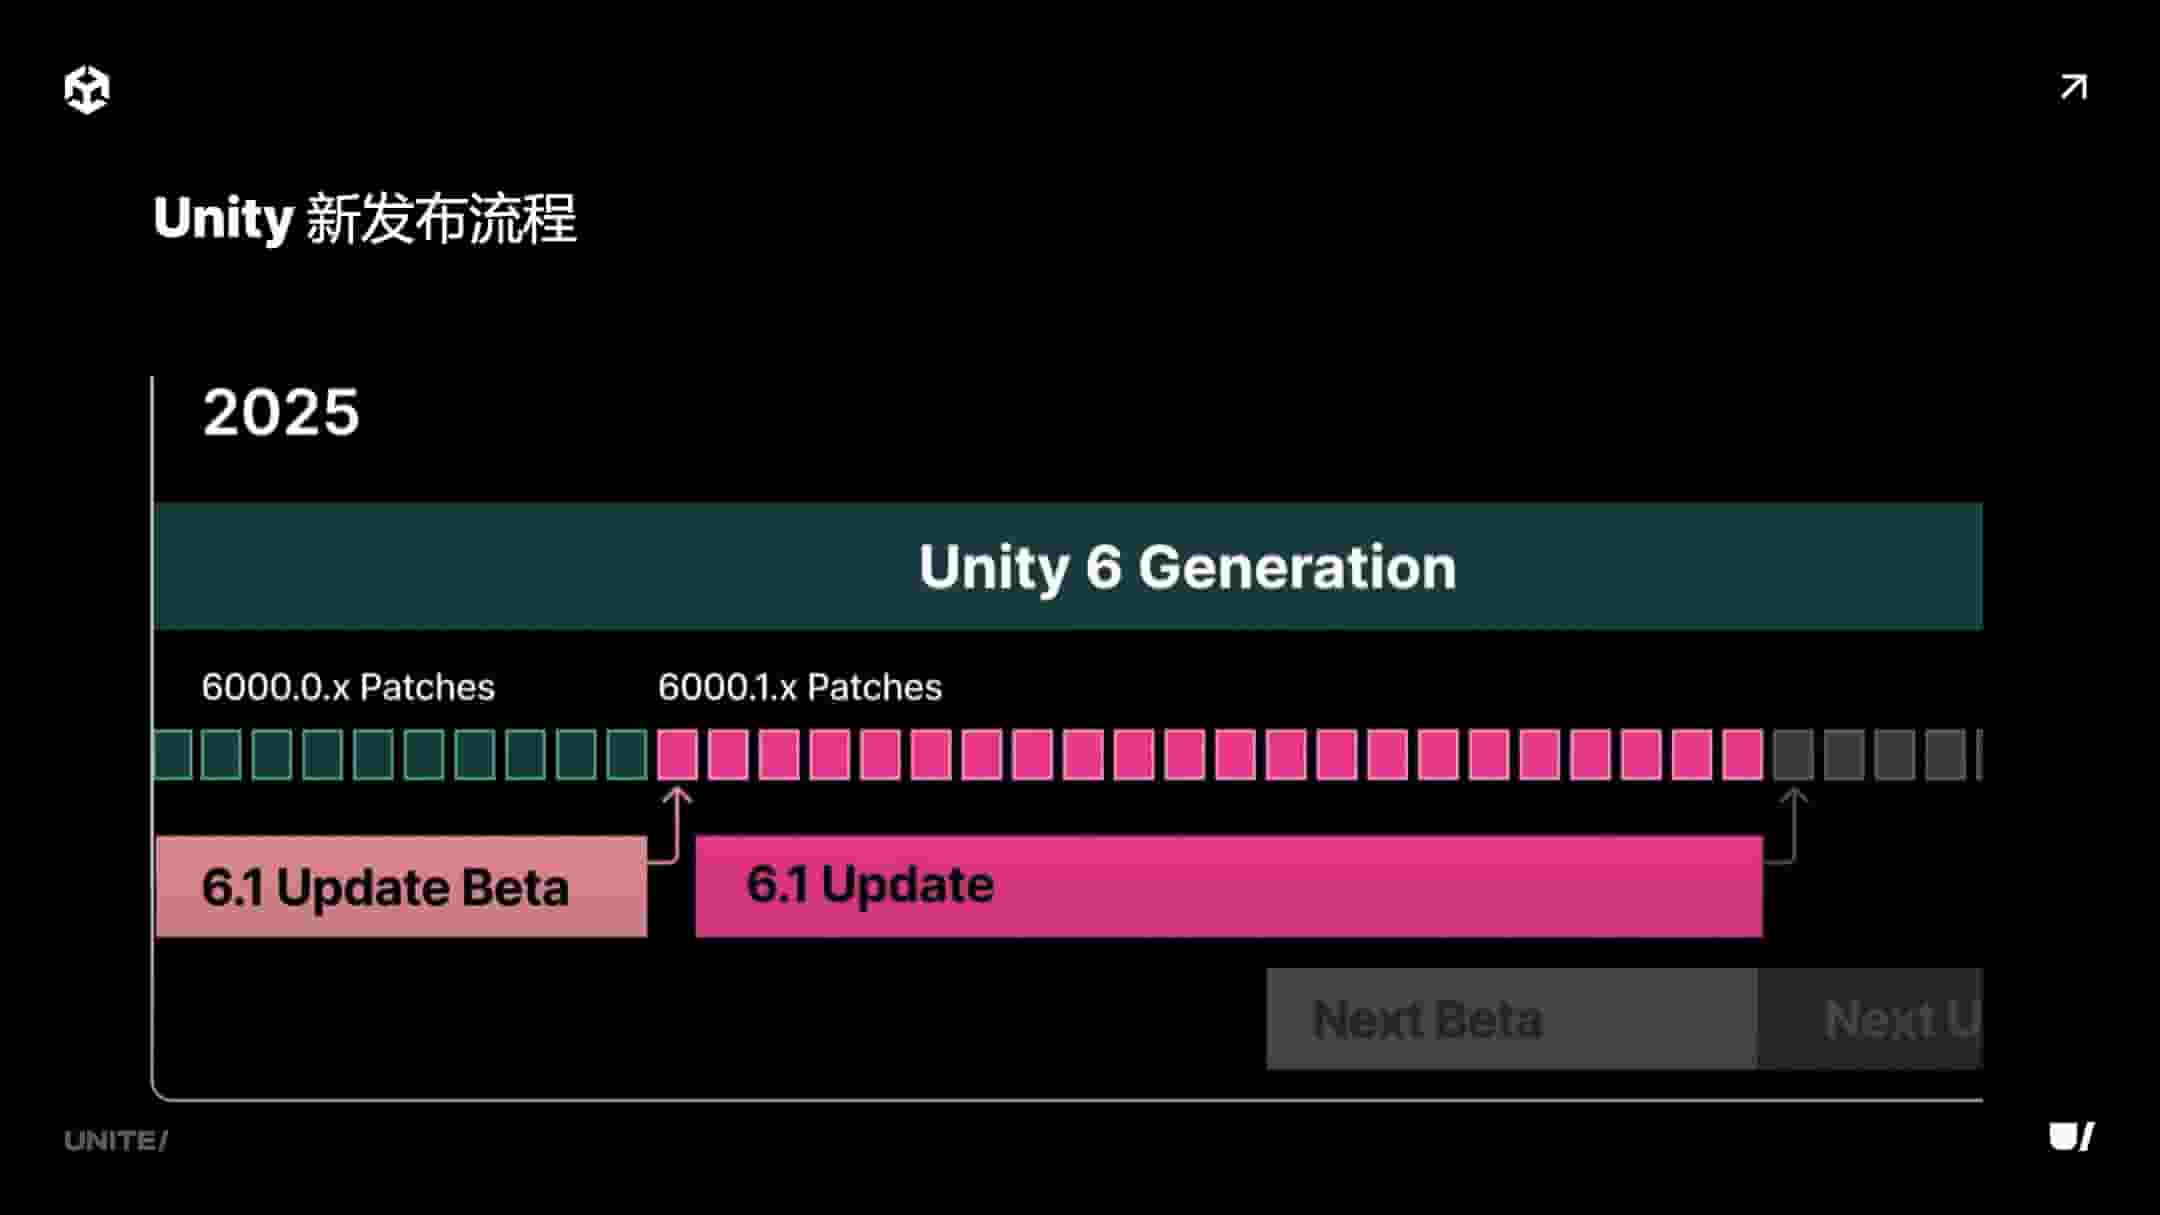 Unity 新发布流程
2025
Unity 6 Generation
6000.0.x Patches
6000.1.x Patches
6.1 Update Beta
6.1 Update
Next Beta
Next U
UNITE/
U/